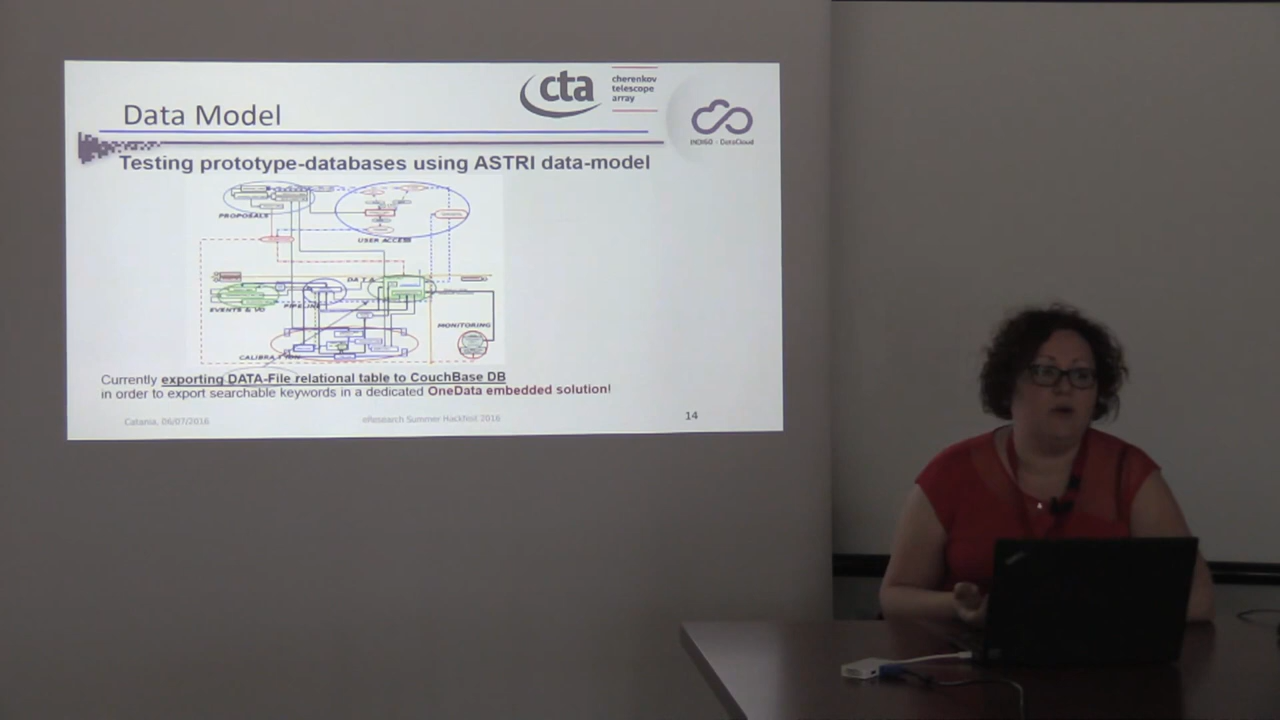 cta
cherenkov
telescope
array
Data Model
INDIGO - DataCloud
Testing prototype-databases using ASTRI data-model
PROPOSALS
USER ACCESS
DATA
EVENTS & VO
PIPELINE
MONITORING
CALIBRATION
Currently exporting DATA-File relational table to CouchBase DB
in order to export searchable keywords in a dedicated OneData embedded solution!
Catania, 06/07/2016
eResearch Summer Hackfest 2016
14